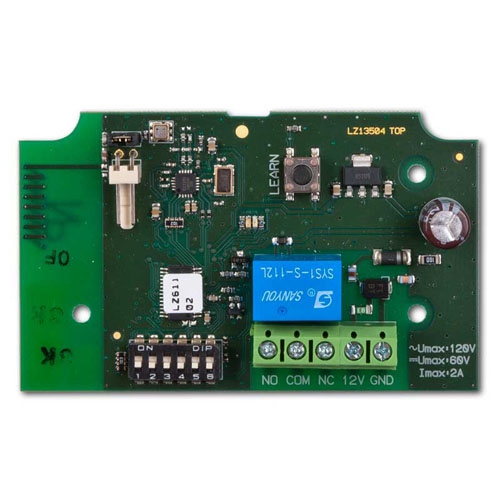 LZ13504 TOP
LEARN
OF
LZ611
02
SYS1-S-112L
SANYOU
ON DIP
1 2 3 4 5 6
NO COM NC 12V GND
~Umax:120V
Umax:60V
Imax:2A